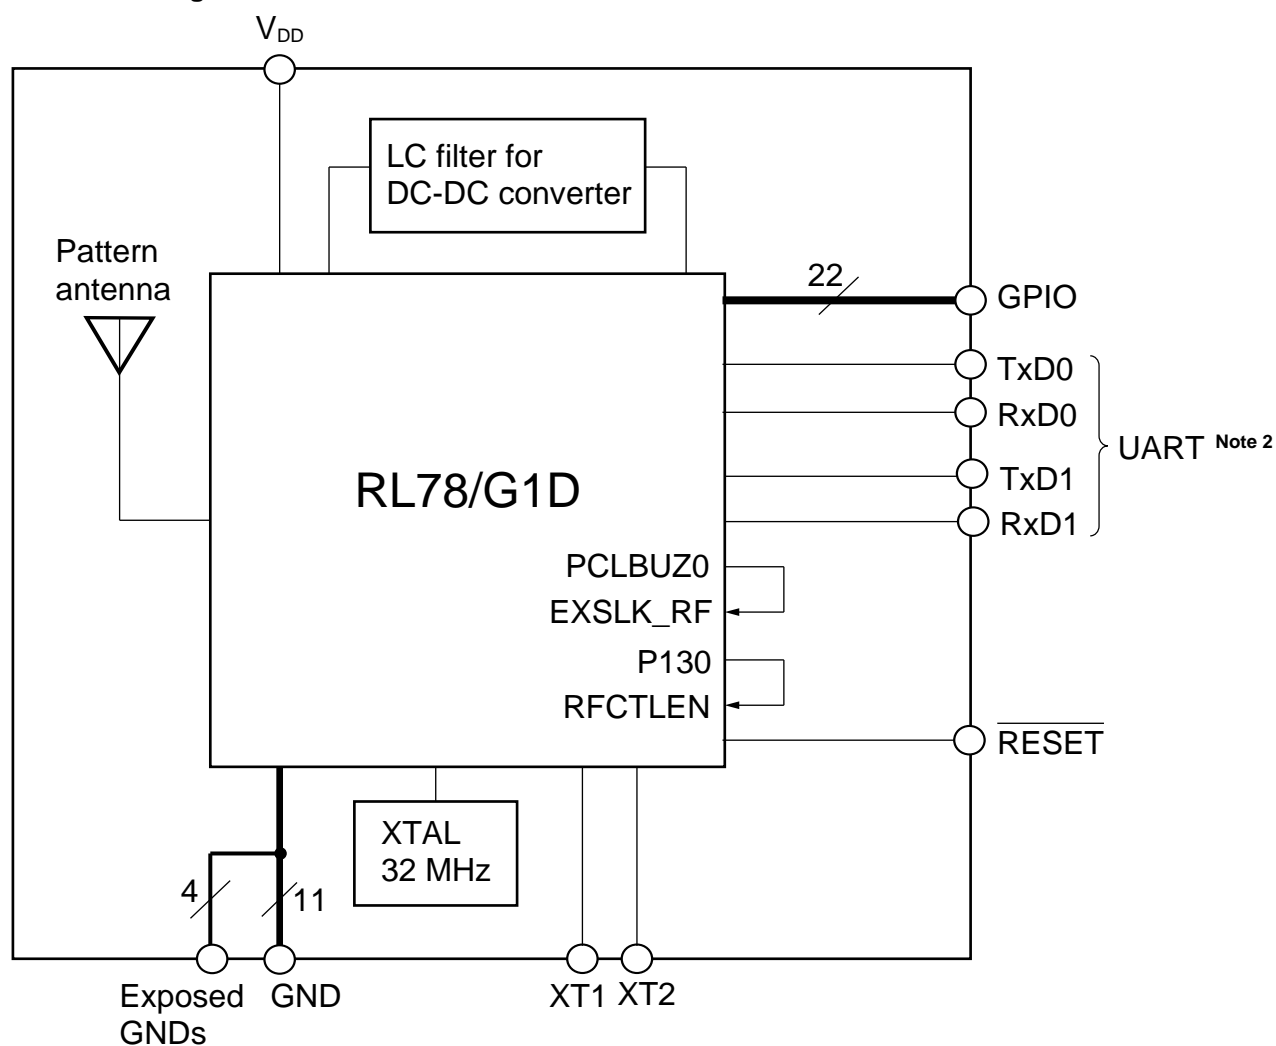 V_DD
LC filter for
DC-DC converter
Pattern
antenna
22
GPIO
TxD0
RxD0
UART Note 2
TxD1
RxD1
RL78/G1D
PCLBUZ0
EXSLK_RF
P130
RFCTLEN
RESET
XTAL
32 MHz
4
11
Exposed
GNDs
GND
XT1
XT2